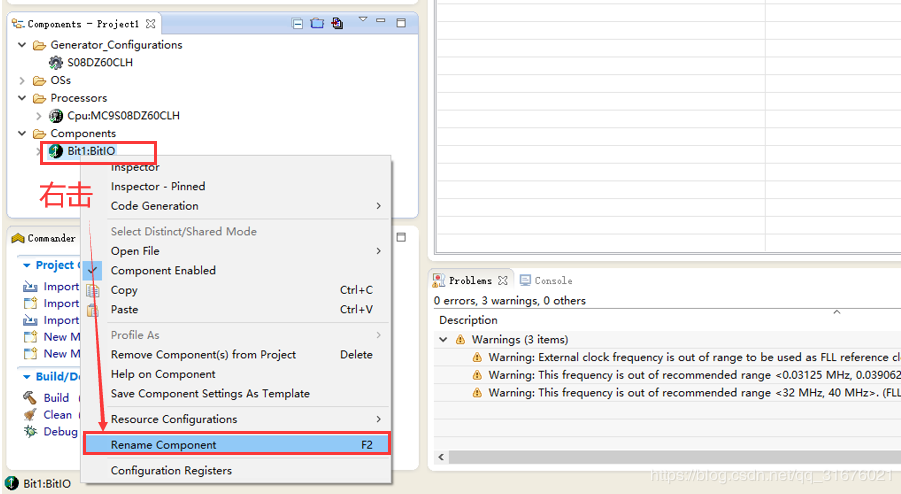 Components - Project1
Generator_Configurations
S08DZ60CLH
OSs
Processors
Cpu:MC9S08DZ60CLH
Components
Bit1:BitIO
右击
Inspector
Inspector - Pinned
Code Generation
Select Distinct/Shared Mode
Open File
Component Enabled
Copy Ctrl+C
Paste Ctrl+V
Profile As
Remove Component(s) from Project Delete
Help on Component
Save Component Settings As Template
Resource Configurations
Rename Component F2
Configuration Registers
Commander
Project
Import
Import
Import
New M
New M
Build/De
Build
Clean
Debug
Bit1:BitIO
Problems Console
0 errors, 3 warnings, 0 others
Description
Warnings (3 items)
Warning: External clock frequency is out of range to be used as FLL reference cl
Warning: This frequency is out of recommended range <0.03125 MHz, 0.039062
Warning: This frequency is out of recommended range <32 MHz, 40 MHz>. (FLL
https://blog.csdn.net/qq_31676021